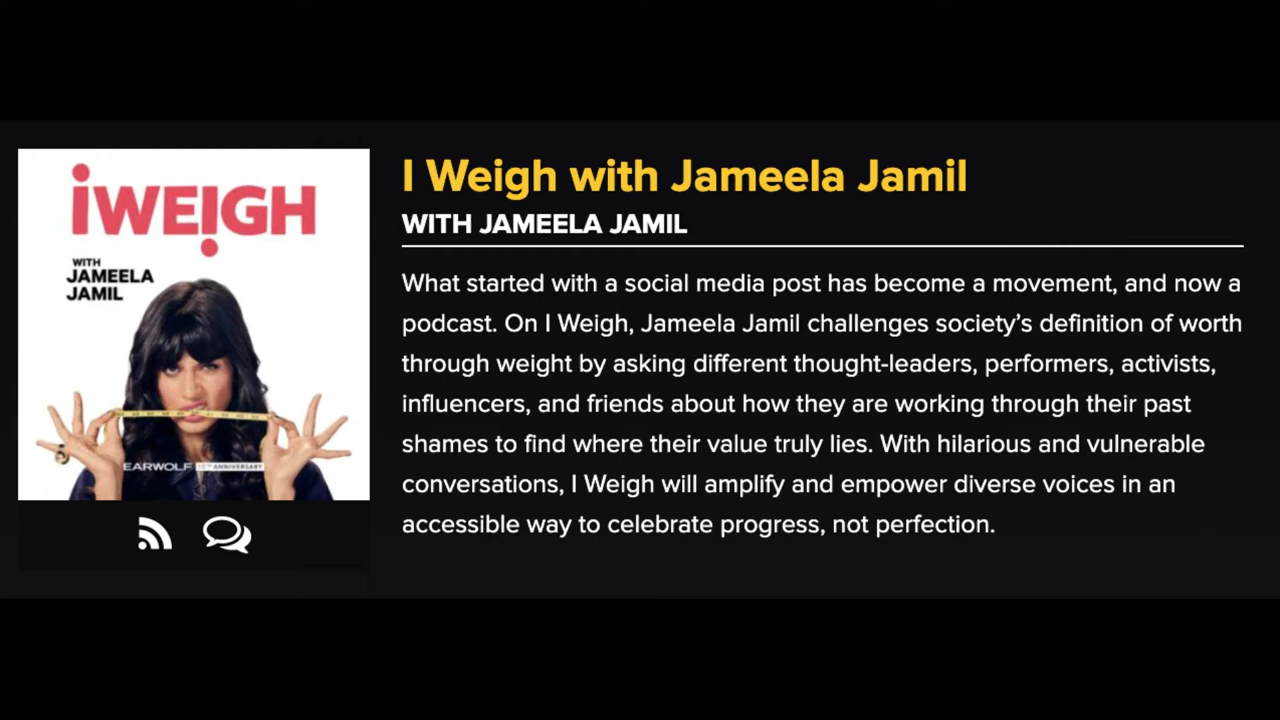 iWEIGH
WITH
JAMEELA
JAMIL
EARWOLF 10TH ANNIVERSARY
I Weigh with Jameela Jamil
WITH JAMEELA JAMIL
What started with a social media post has become a movement, and now a
podcast. On I Weigh, Jameela Jamil challenges society’s definition of worth
through weight by asking different thought-leaders, performers, activists,
influencers, and friends about how they are working through their past
shames to find where their value truly lies. With hilarious and vulnerable
conversations, I Weigh will amplify and empower diverse voices in an
accessible way to celebrate progress, not perfection.